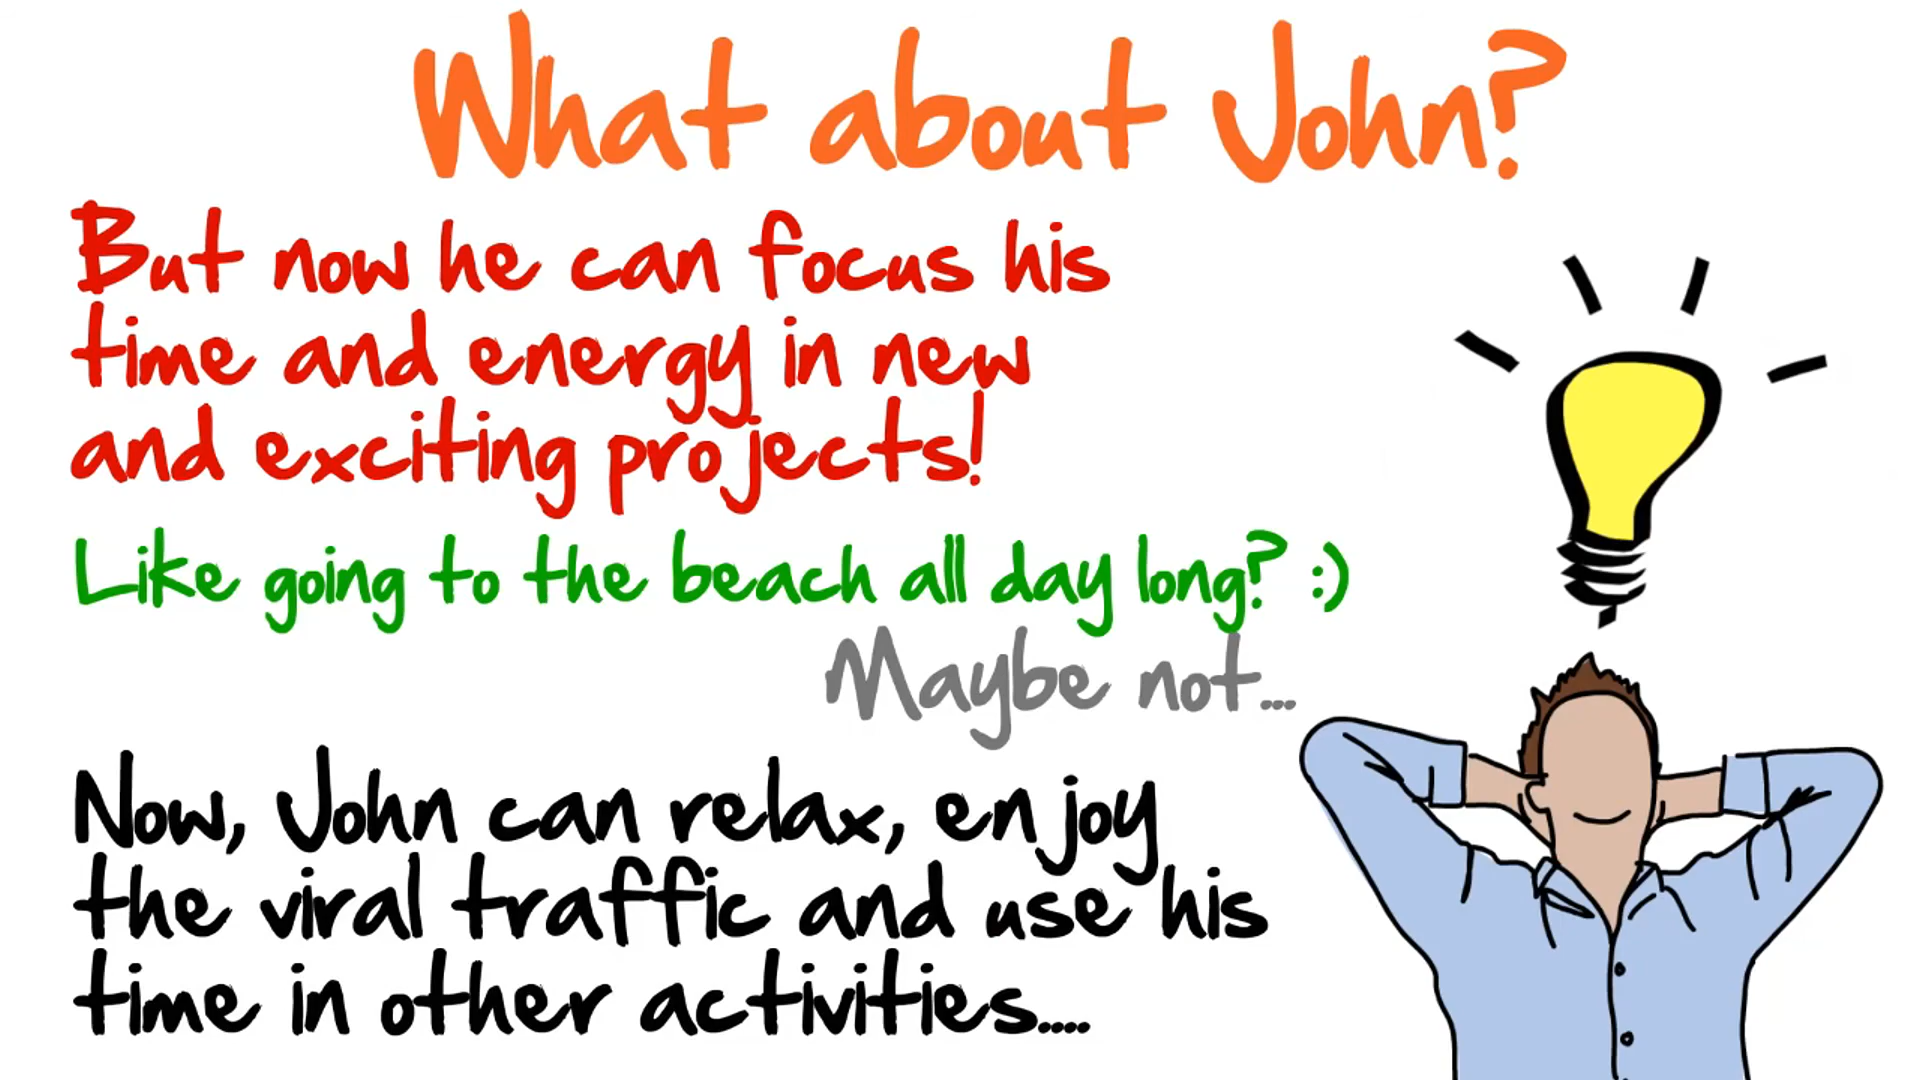 What about John?
But now he can focus his
time and energy in new
and exciting projects!
Like going to the beach all day long? :)
Maybe not...
Now, John can relax, enjoy
the viral traffic and use his
time in other activities....